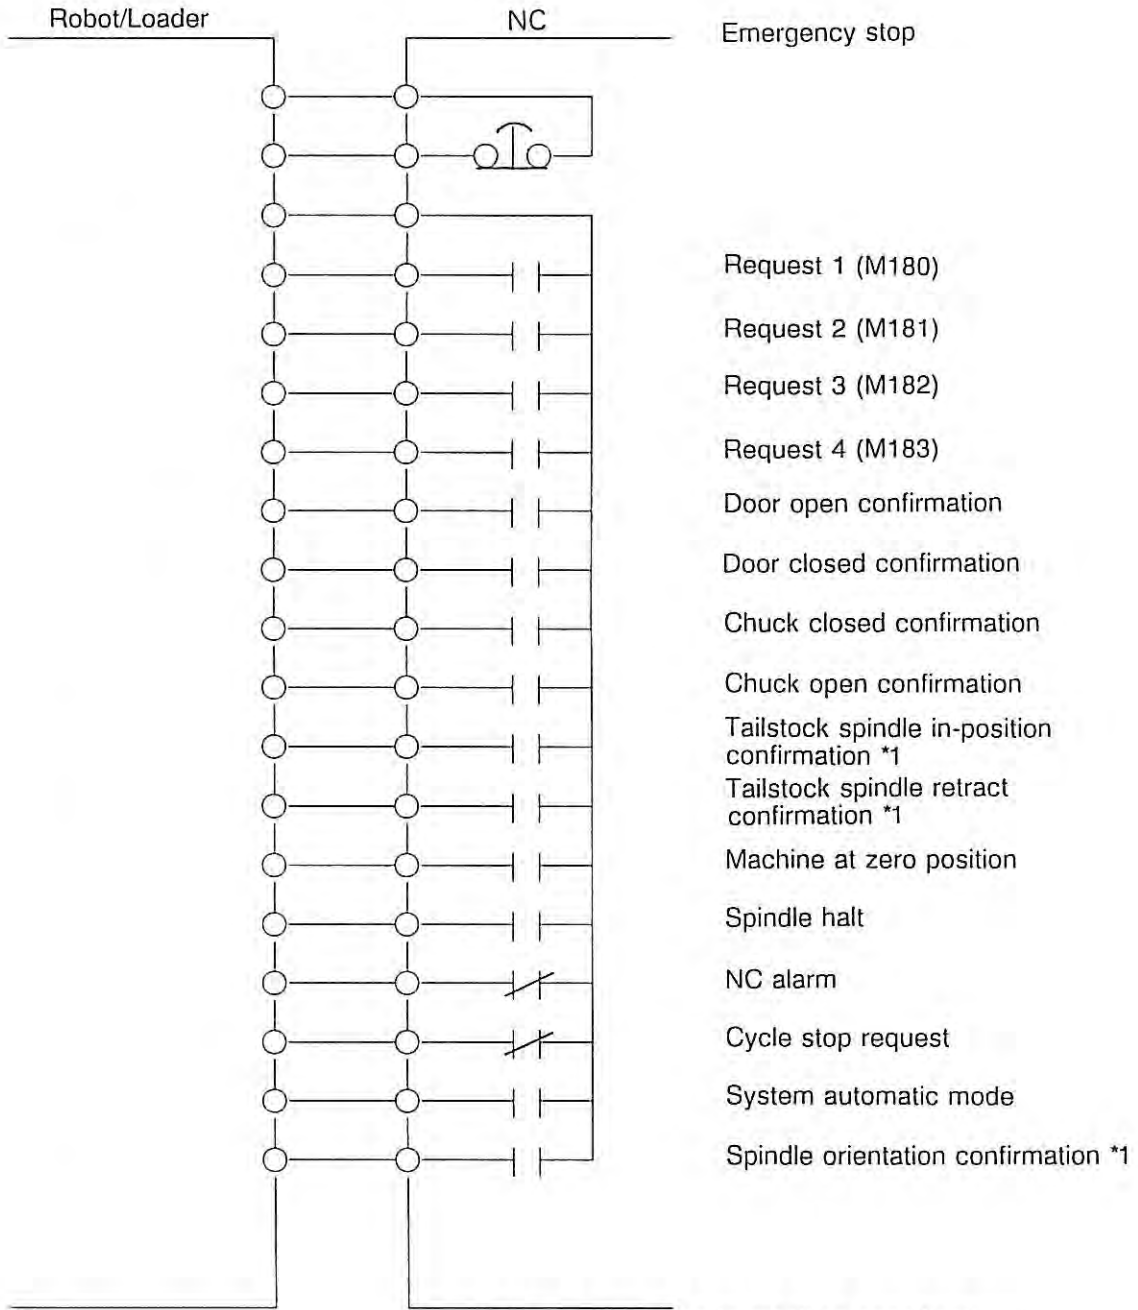 Robot/Loader
NC
Emergency stop
Request 1 (M180)
Request 2 (M181)
Request 3 (M182)
Request 4 (M183)
Door open confirmation
Door closed confirmation
Chuck closed confirmation
Chuck open confirmation
Tailstock spindle in-position
confirmation *1
Tailstock spindle retract
confirmation *1
Machine at zero position
Spindle halt
NC alarm
Cycle stop request
System automatic mode
Spindle orientation confirmation *1